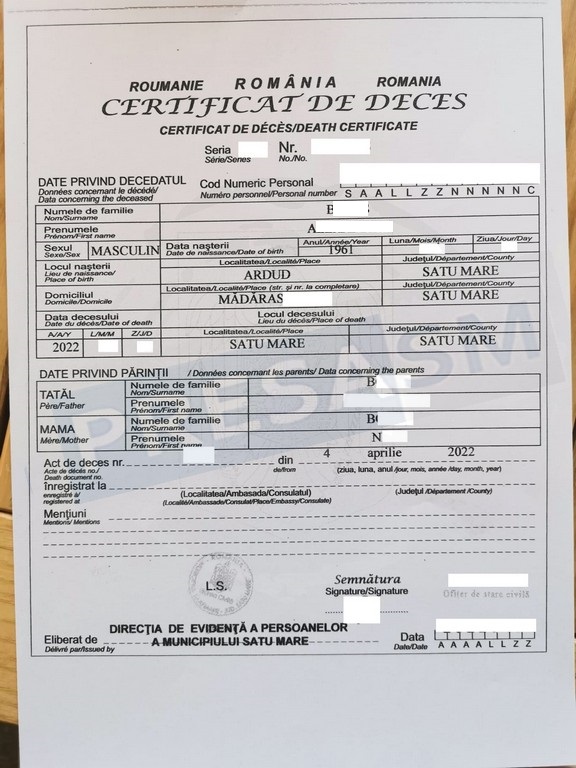 ROUMANIE ROMÂNIA ROMANIA
CERTIFICAT DE DECES
CERTIFICAT DE DÉCÈS/DEATH CERTIFICATE
Seria Nr.
Série/Series No./No.
DATE PRIVIND DECEDATUL
Données concernant le décédé/
Data concerning the deceased
Cod Numeric Personal
Numéro personnel/Personal number S A A L L Z Z N N N N N C
Numele de familie B
Nom/Surname
Prenumele A
Prénom/First name
Sexul MASCULIN Data nașterii Anul/Année/Year Luna/Mois/Month Ziua/Jour/Day
Sexe/Sex Date de naissance/Date of birth 1961
Locul nașterii Localitatea/Localité/Place Județul/Département/County
Lieu de naissance/ ARDUD SATU MARE
Place of birth
Domiciliul Localitatea/Localité/Place (str. și nr. la completare) Județul/Département/County
Domicile/Domicile MĂDĂRAS SATU MARE
Data decesului Locul decesului
Date du décès/Date of death Lieu du décès/Place of death
A/A/Y L/M/M Z/J/D Localitatea/Localité/Place Județul/Département/County
2022 SATU MARE SATU MARE
DATE PRIVIND PĂRINȚII / Données concernant les parents/ Data concerning the parents
TATĂL Numele de familie B
Père/Father Nom/Surname
Prenumele
Prénom/First name
MAMA Numele de familie B
Mère/Mother Nom/Surname
Prenumele N
Prénom/First name
Act de deces nr. din 4 aprilie 2022
Acte de décès no./ de/from (ziua, luna, anul /jour, mois, année /day, month, year)
Death document no.
înregistrat la
enregistré à/ (Localitatea/Ambasada/Consulatul) (Județul /Département /County)
registered at (Localité/Ambassade/Consulat/Place/Embassy/Consulate)
Mențiuni
Mentions/ Mentions
L.S. Semnătura
Signature/Signature
Ofițer de stare civilă
DIRECȚIA DE EVIDENȚĂ A PERSOANELOR
Eliberat de A MUNICIPIULUI SATU MARE Data
Délivré par/Issued by Date/Date A A A A L L Z Z